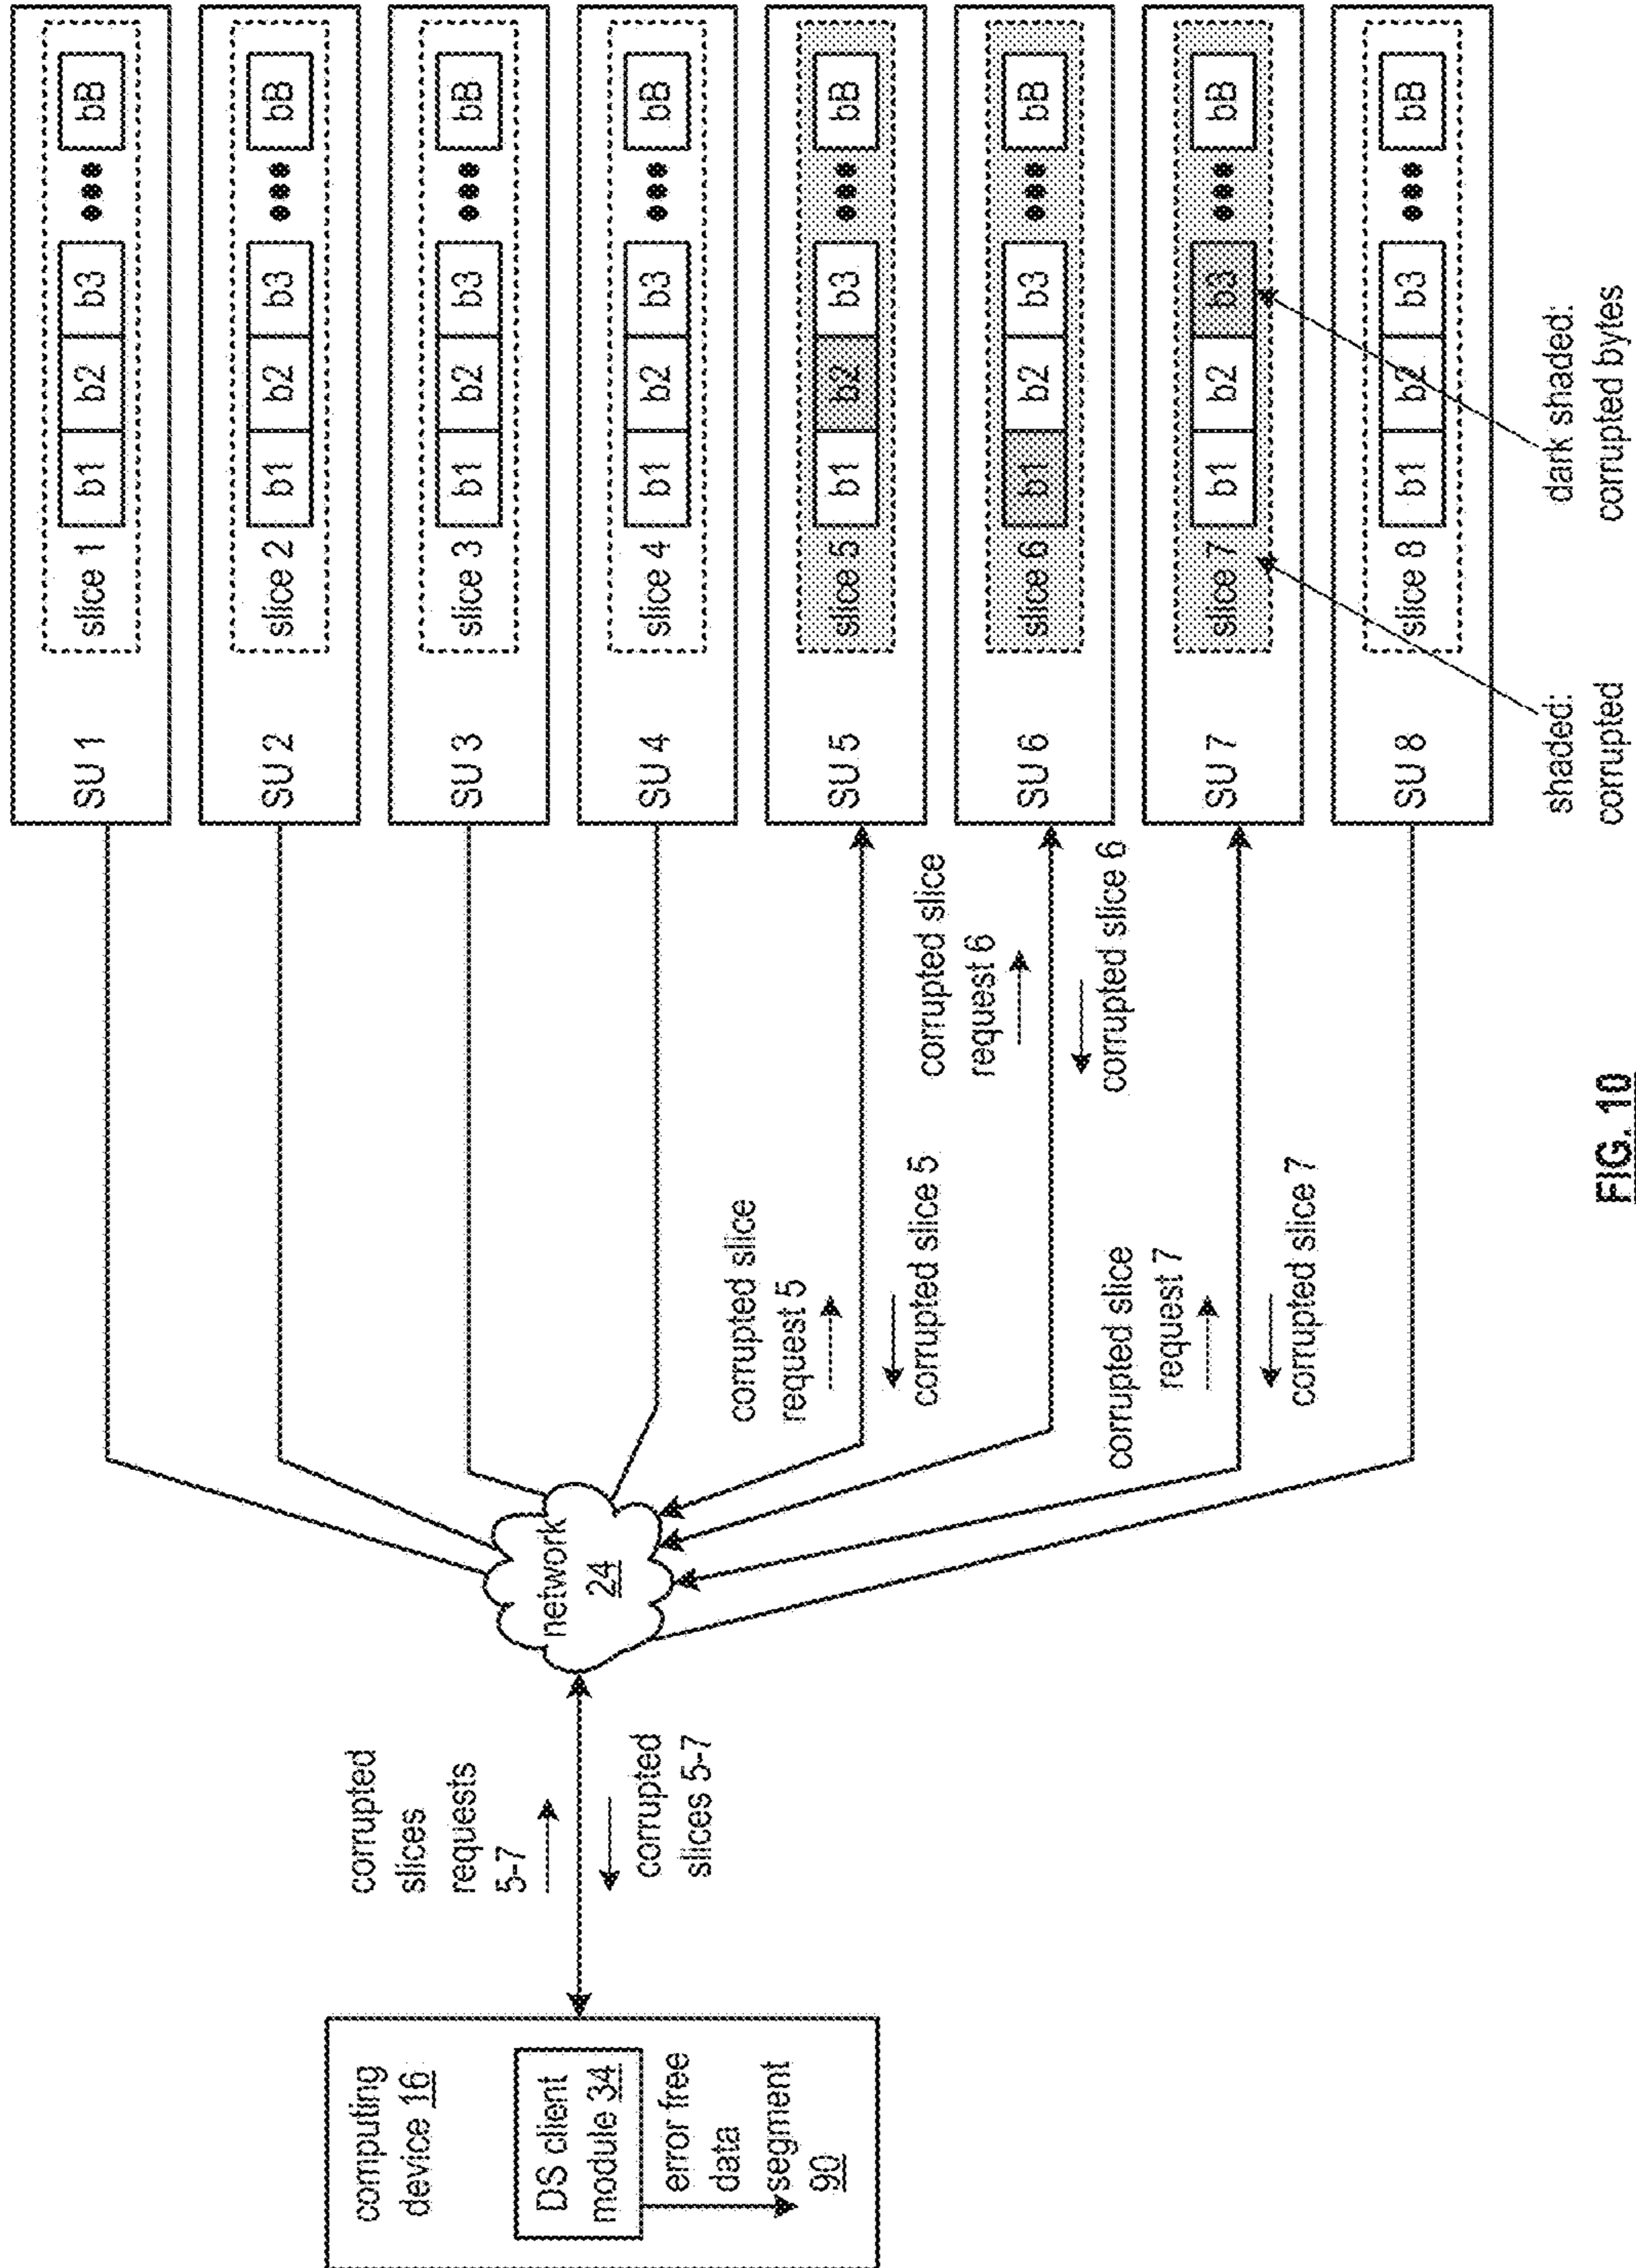 computing
device 16
DS client
module 34
error free
data
segment
90
corrupted
slices
requests
5-7
corrupted
slices 5-7
network
24
corrupted slice
request 5
corrupted slice 5
corrupted slice
request 6
corrupted slice 6
corrupted slice
request 7
corrupted slice 7
SU 1
slice 1
b1
b2
b3
bB
SU 2
slice 2
b1
b2
b3
bB
SU 3
slice 3
b1
b2
b3
bB
SU 4
slice 4
b1
b2
b3
bB
SU 5
slice 5
b1
b2
b3
bB
SU 6
slice 6
b1
b2
b3
bB
SU 7
slice 7
b1
b2
b3
bB
SU 8
slice 8
b1
b2
b3
bB
shaded:
corrupted
dark shaded:
corrupted bytes
FIG. 10